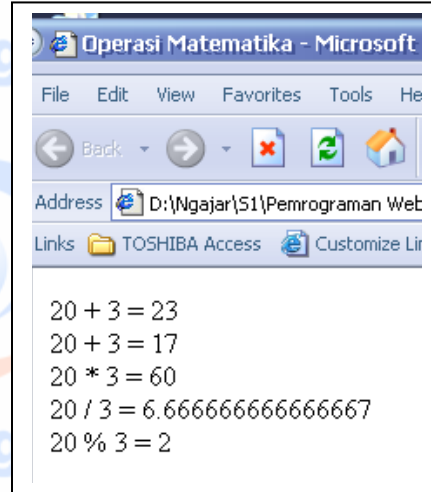 Operasi Matematika - Microsoft
File Edit View Favorites Tools He
Back
Address D:\Ngajar\S1\Pemrograman Web
Links TOSHIBA Access Customize Lin
20 + 3 = 23
20 + 3 = 17
20 * 3 = 60
20 / 3 = 6.666666666666667
20 % 3 = 2